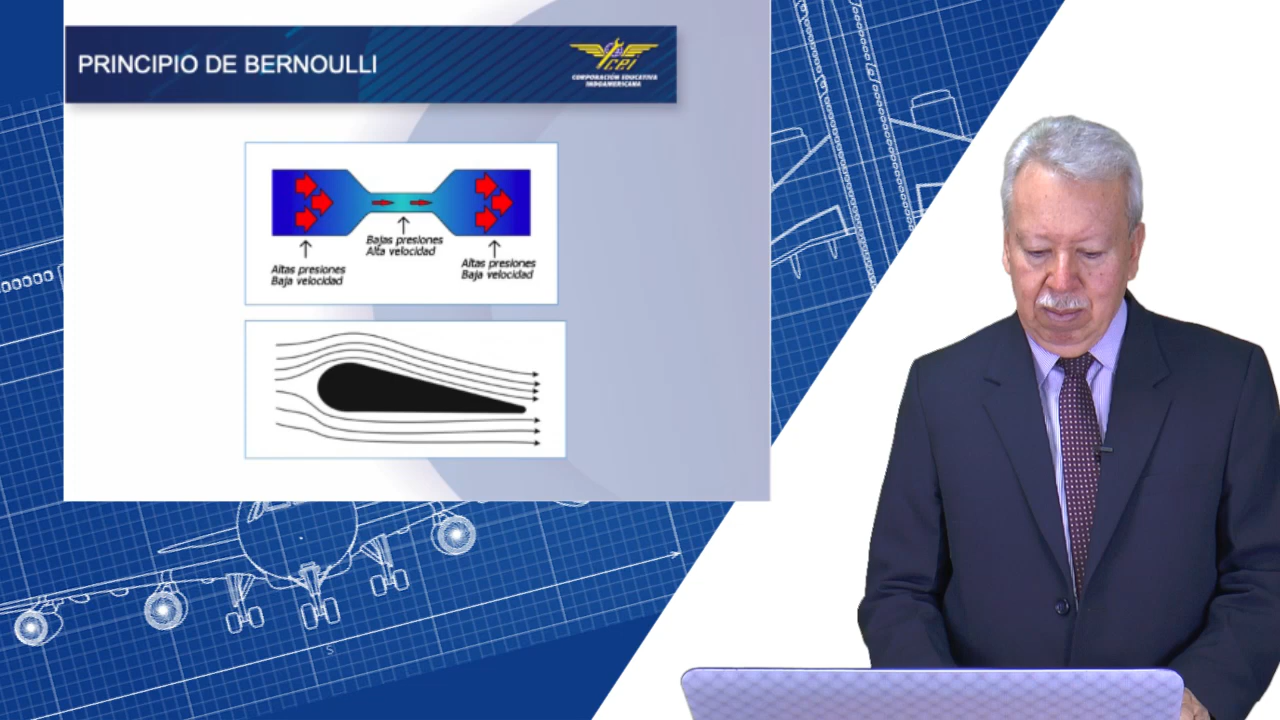 PRINCIPIO DE BERNOULLI
cei
CORPORACIÓN EDUCATIVA
INDOAMERICANA
Bajas presiones
Alta velocidad
Altas presiones
Baja velocidad
Altas presiones
Baja velocidad
S